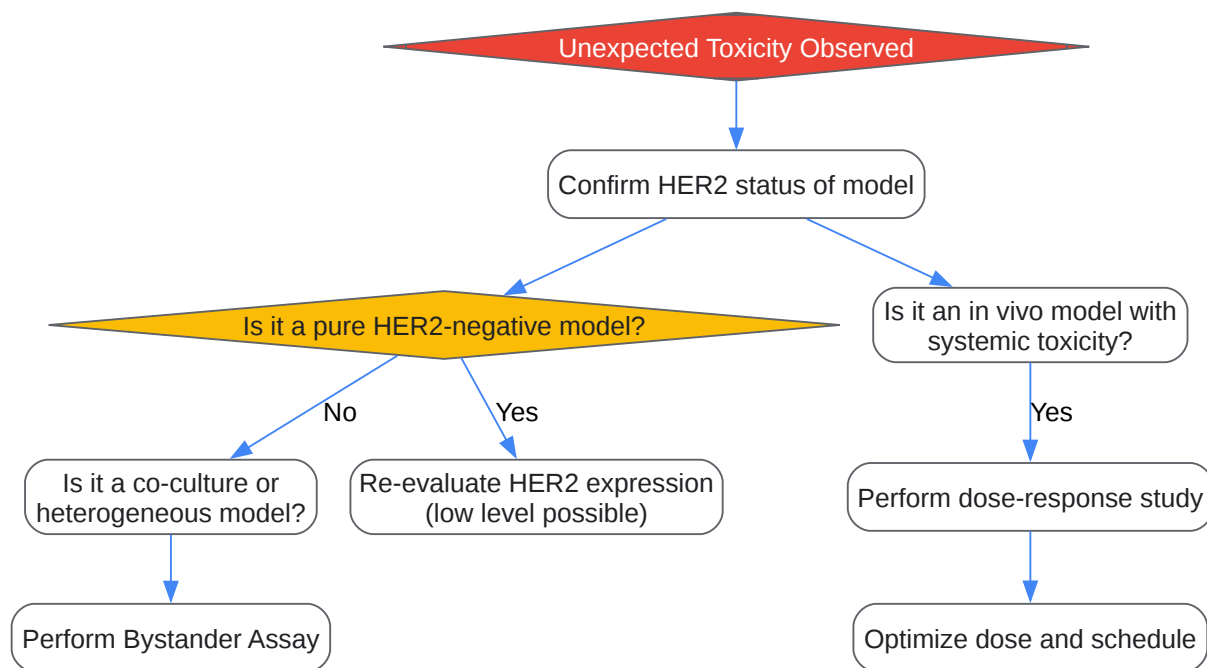 Unexpected Toxicity Observed
Confirm HER2 status of model
Is it a pure HER2-negative model?
Is it an in vivo model with
systemic toxicity?
No
Yes
Yes
Is it a co-culture or
heterogeneous model?
Re-evaluate HER2 expression
(low level possible)
Perform dose-response study
Perform Bystander Assay
Optimize dose and schedule